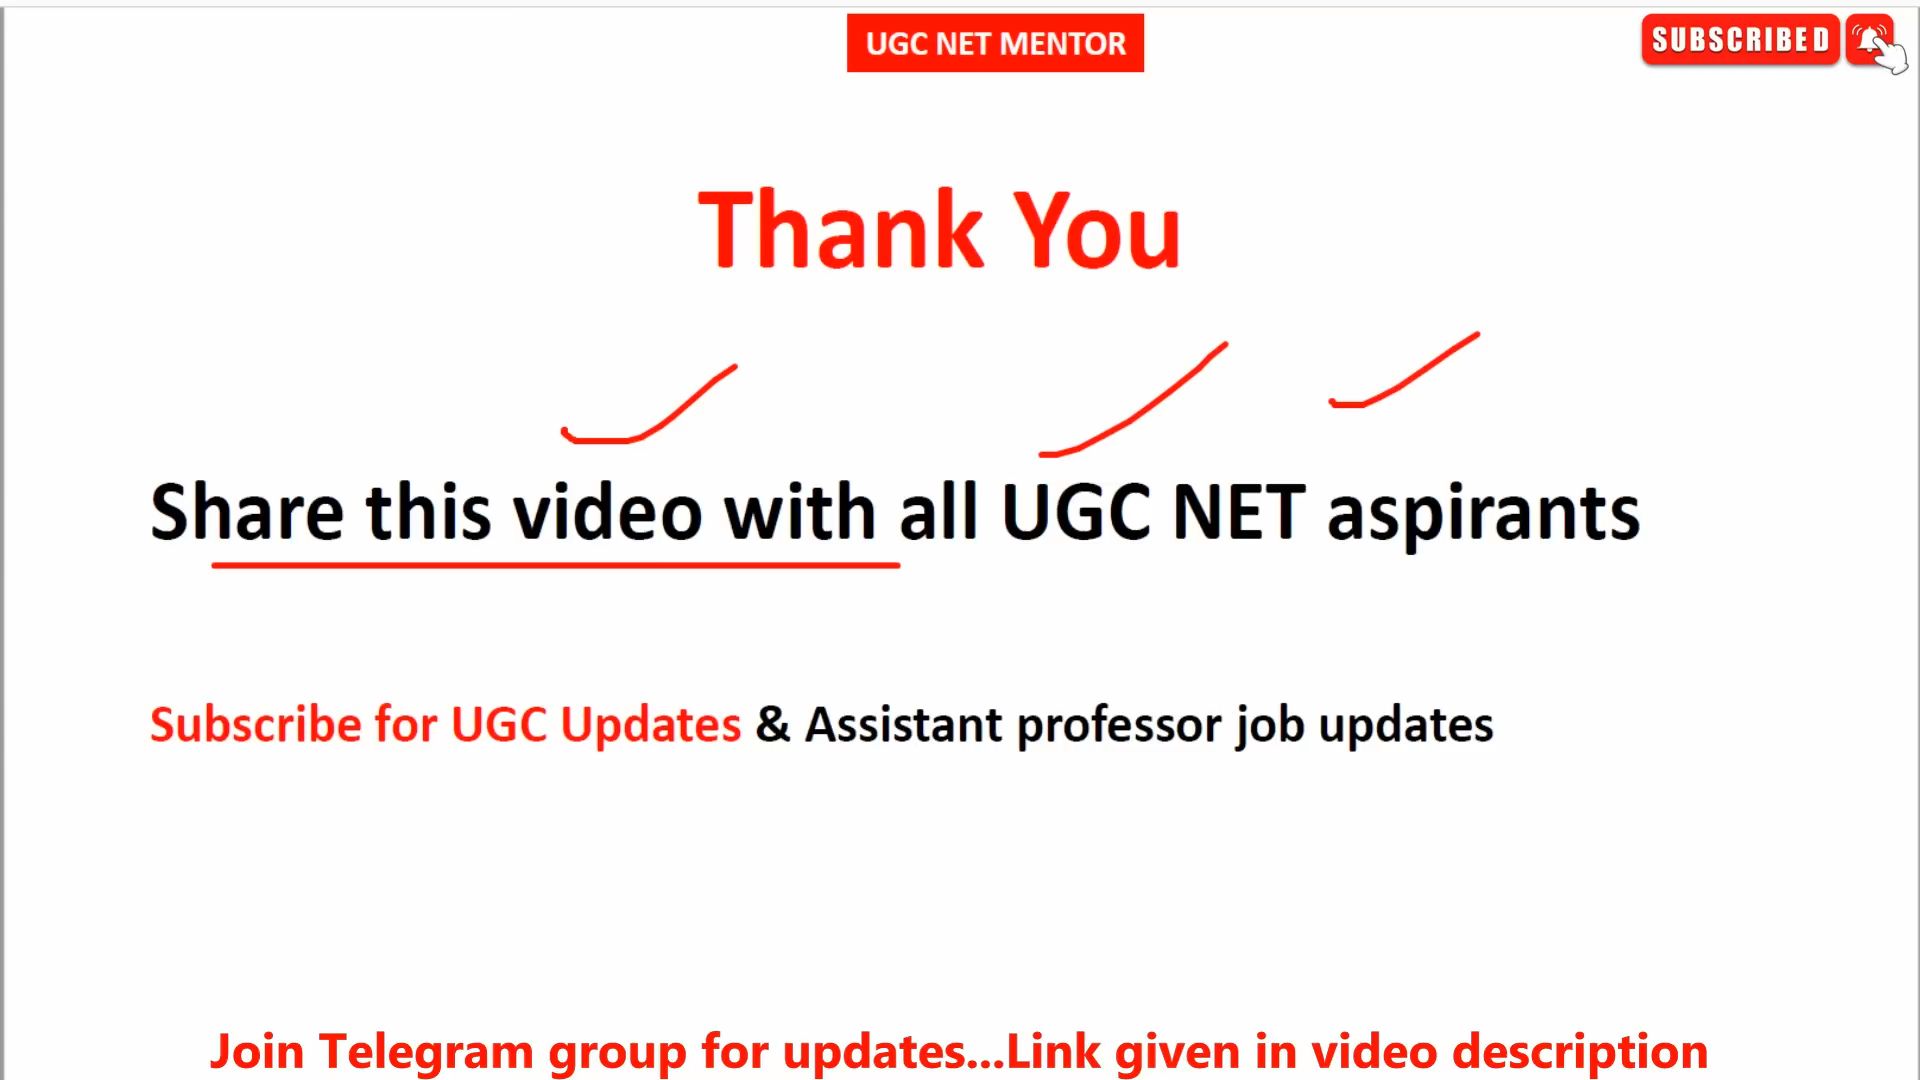 UGC NET MENTOR
SUBSCRIBED
Thank You
Share this video with all UGC NET aspirants
Subscribe for UGC Updates & Assistant professor job updates
Join Telegram group for updates...Link given in video description